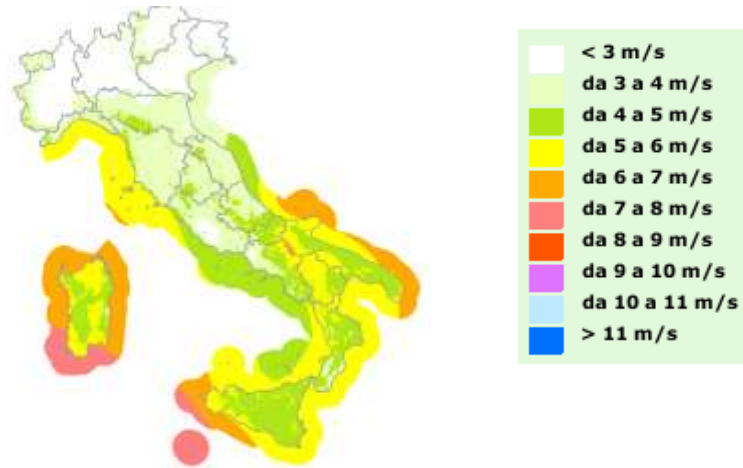 < 3 m/s
da 3 a 4 m/s
da 4 a 5 m/s
da 5 a 6 m/s
da 6 a 7 m/s
da 7 a 8 m/s
da 8 a 9 m/s
da 9 a 10 m/s
da 10 a 11 m/s
> 11 m/s